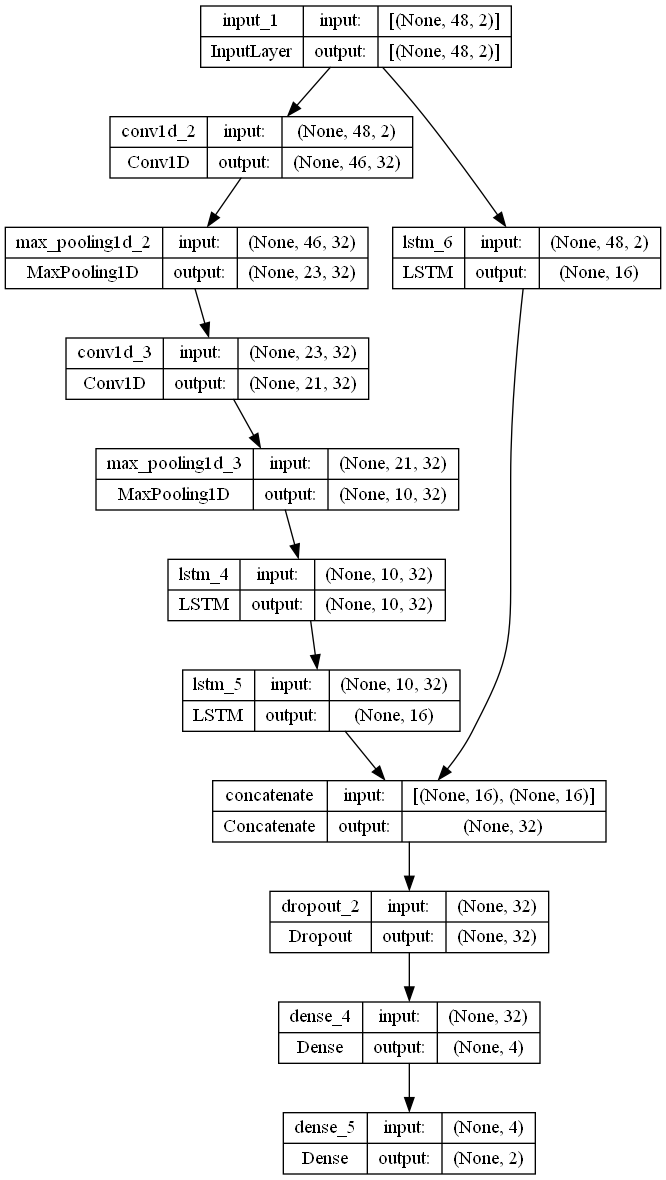 input_1 input: [(None, 48, 2)]
InputLayer output: [(None, 48, 2)]
conv1d_2 input: (None, 48, 2)
Conv1D output: (None, 46, 32)
max_pooling1d_2 input: (None, 46, 32)
MaxPooling1D output: (None, 23, 32)
lstm_6 input: (None, 48, 2)
LSTM output: (None, 16)
conv1d_3 input: (None, 23, 32)
Conv1D output: (None, 21, 32)
max_pooling1d_3 input: (None, 21, 32)
MaxPooling1D output: (None, 10, 32)
lstm_4 input: (None, 10, 32)
LSTM output: (None, 10, 32)
lstm_5 input: (None, 10, 32)
LSTM output: (None, 16)
concatenate input: [(None, 16), (None, 16)]
Concatenate output: (None, 32)
dropout_2 input: (None, 32)
Dropout output: (None, 32)
dense_4 input: (None, 32)
Dense output: (None, 4)
dense_5 input: (None, 4)
Dense output: (None, 2)